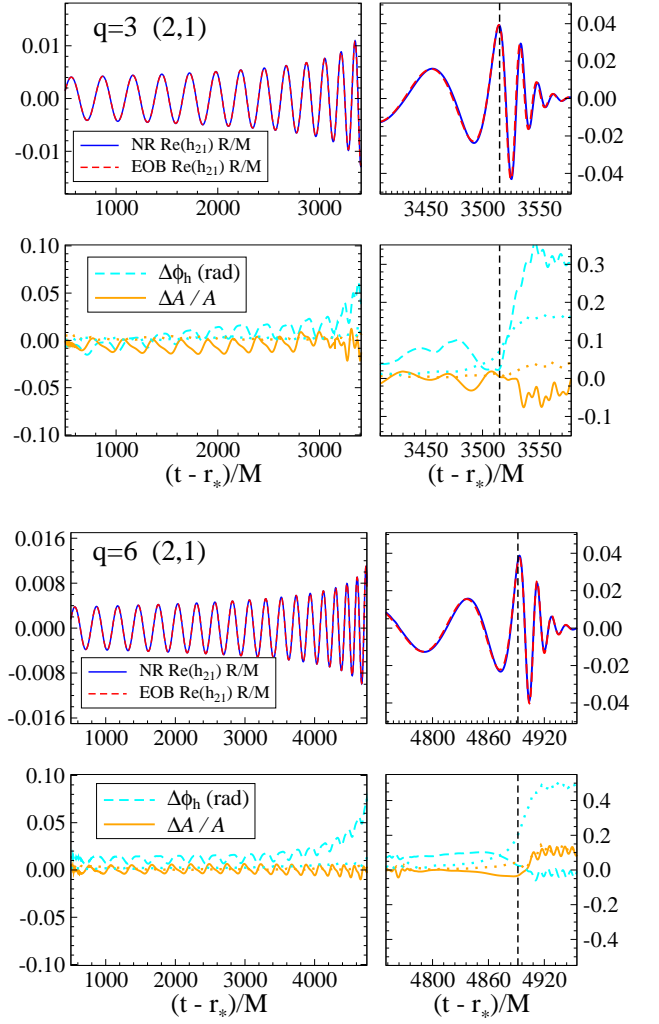 q=3 (2,1)
0.01
0.00
-0.01
NR Re(h21) R/M
EOB Re(h21) R/M
1000 2000 3000
0.04
0.02
0.00
-0.02
-0.04
3450 3500 3550
0.10
0.05
0.00
-0.05
-0.10
Δϕh (rad)
ΔA / A
1000 2000 3000
(t - r*)/M
0.3
0.2
0.1
0.0
-0.1
3450 3500 3550
(t - r*)/M
q=6 (2,1)
0.016
0.008
0.000
-0.008
-0.016
NR Re(h21) R/M
EOB Re(h21) R/M
1000 2000 3000 4000
0.04
0.02
0.00
-0.02
-0.04
4800 4860 4920
0.10
0.05
0.00
-0.05
-0.10
Δϕh (rad)
ΔA / A
1000 2000 3000 4000
(t - r*)/M
0.4
0.2
0.0
-0.2
-0.4
4800 4860 4920
(t - r*)/M